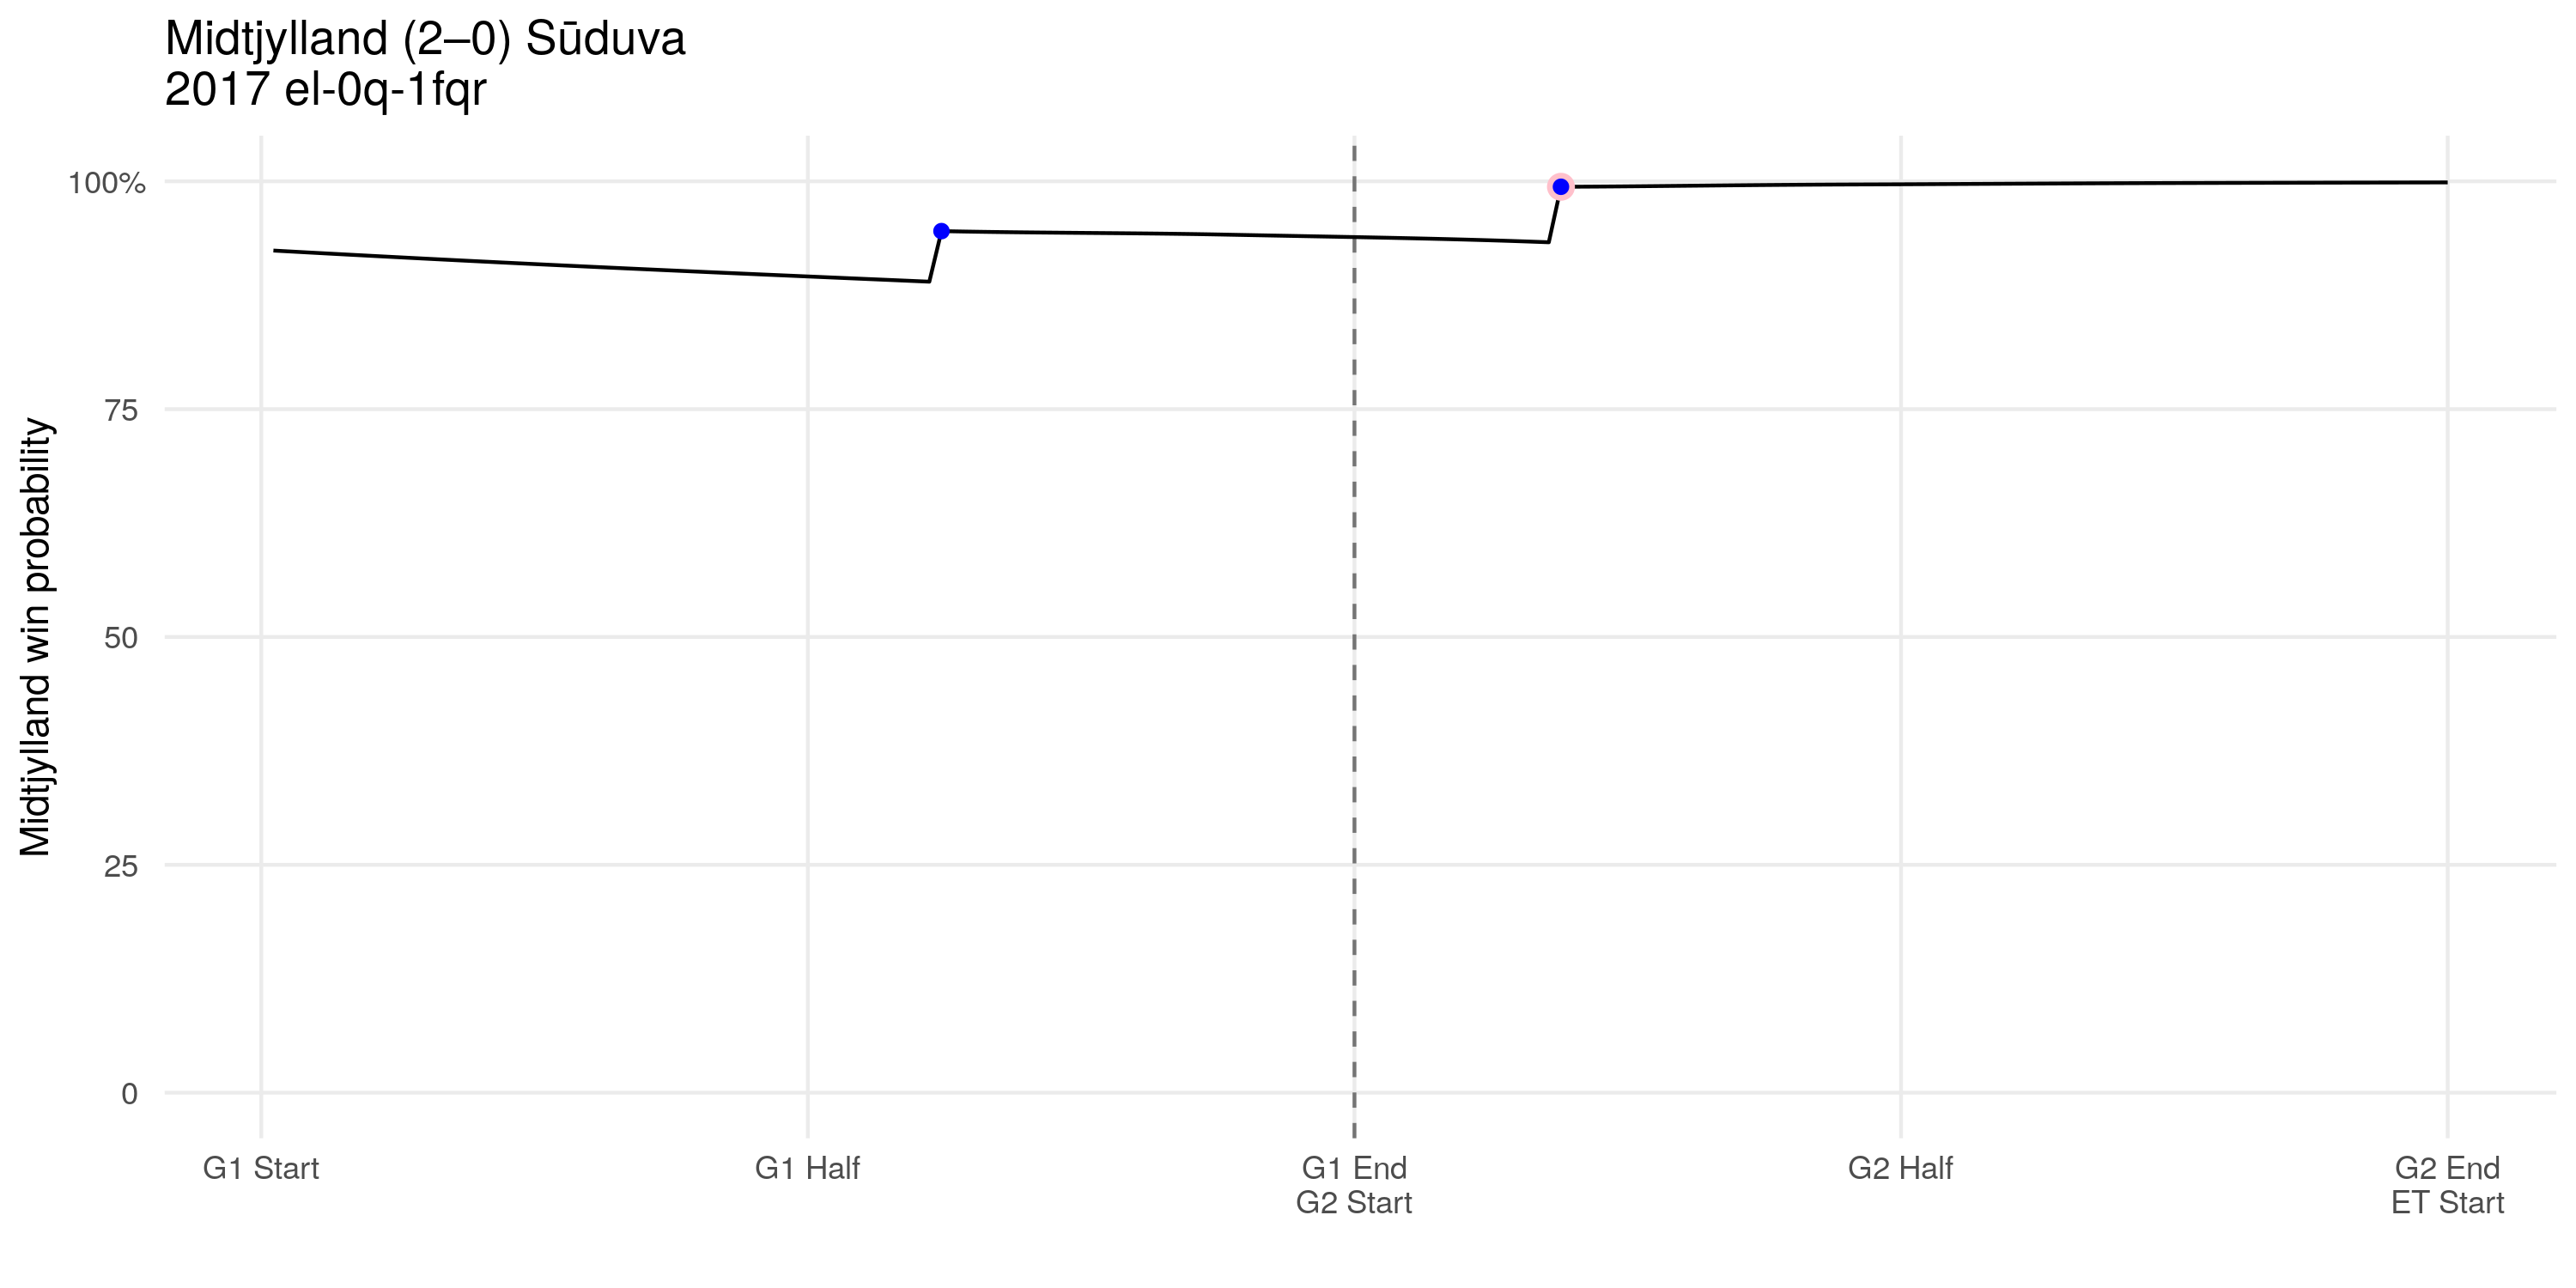 Midtjylland (2–0) Sūduva
2017 el-0q-1fqr
Midtjylland win probability
100%
75
50
25
0
G1 Start
G1 Half
G1 End
G2 Start
G2 Half
G2 End
ET Start